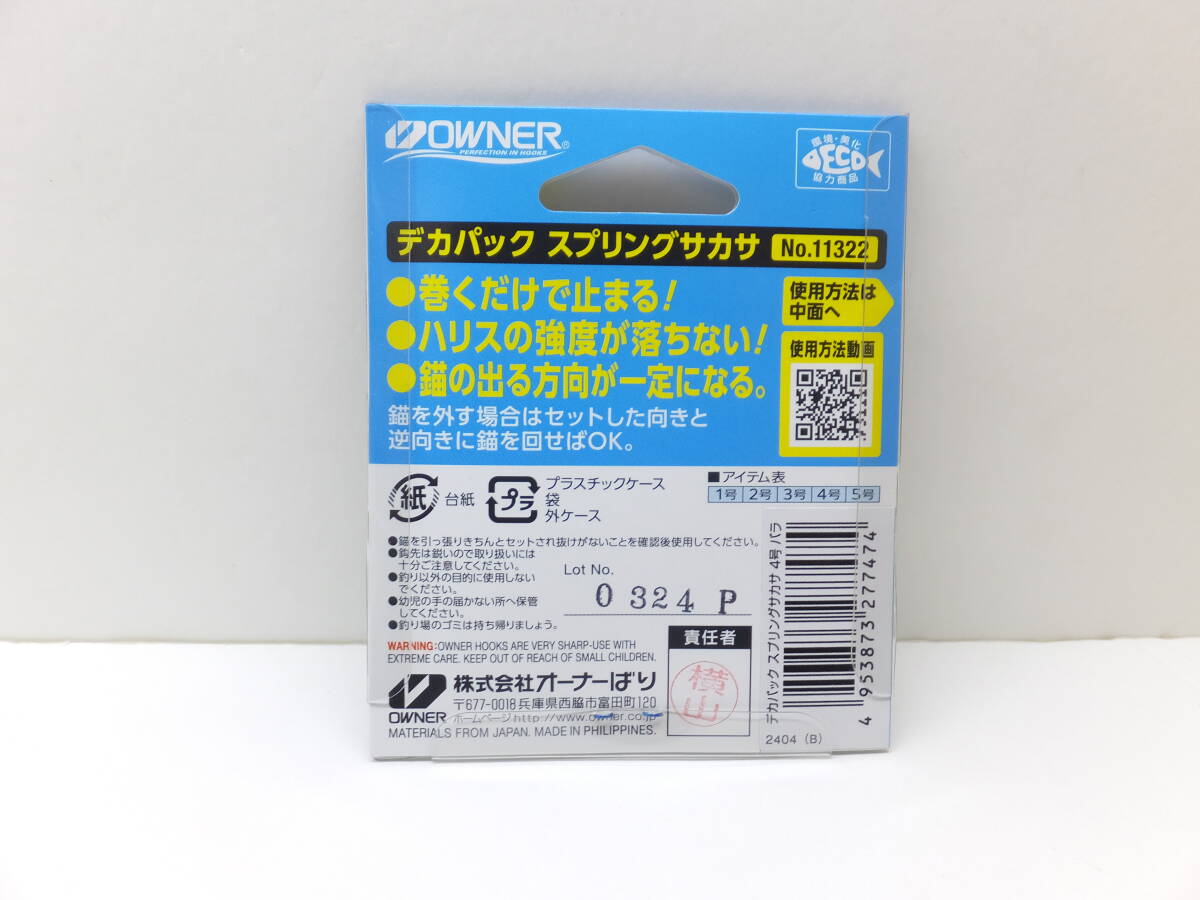 OWNER®
PERFECTION IN HOOKS
環境・美化
ECO
協力商品
デカパック スプリングサカサ No.11322
●巻くだけで止まる!
●ハリスの強度が落ちない!
●錨の出る方向が一定になる。
錨を外す場合はセットした向きと
逆向きに錨を回せばOK。
使用方法は
中面へ
使用方法動画
紙 台紙
プラ プラスチックケース
袋
外ケース
■アイテム表
1号 2号 3号 4号 5号
●錨を引っ張りきちんとセットされ抜けがないことを確認後使用してください。
●鈎先は鋭いので取り扱いには
十分ご注意してください。
●釣り以外の目的に使用しない
でください。
●幼児の手の届かない所へ保管
してください。
●釣り場のゴミは持ち帰りましょう。
Lot No.
0 324 P
WARNING:OWNER HOOKS ARE VERY SHARP-USE WITH
EXTREME CARE. KEEP OUT OF REACH OF SMALL CHILDREN.
責任者
横山
株式会社オーナーばり
〒677-0018 兵庫県西脇市富田町120
OWNER ホームページ http://www.owner.co.jp
MATERIALS FROM JAPAN. MADE IN PHILIPPINES.
デカパック スプリングサカサ 4号 バラ
4 953873 277474
2404 (B)